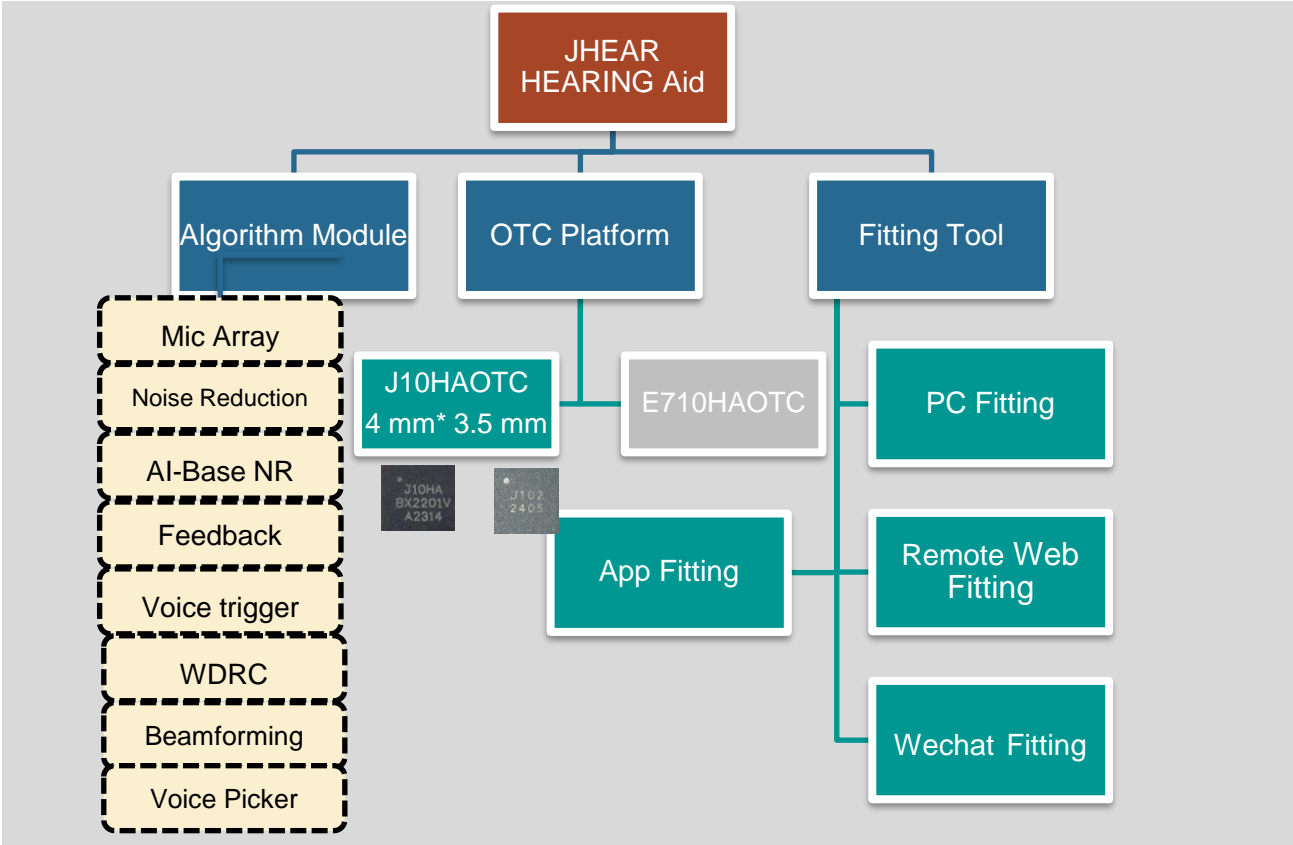 JHEAR
HEARING Aid
Algorithm Module
OTC Platform
Fitting Tool
Mic Array
Noise Reduction
AI-Base NR
Feedback
Voice trigger
WDRC
Beamforming
Voice Picker
J10HAOTC
4 mm* 3.5 mm
E710HAOTC
J10HA
BX2201V
A2314
J102
2405
PC Fitting
App Fitting
Remote Web
Fitting
Wechat Fitting